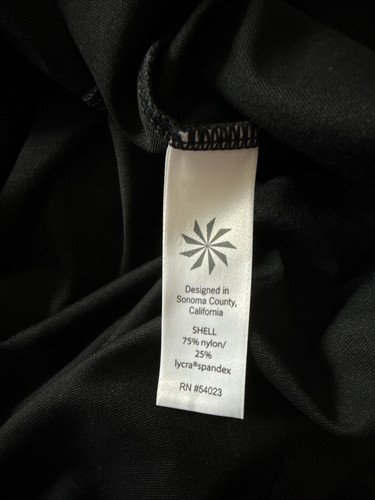 Designed in
Sonoma County,
California
SHELL
75% nylon/
25%
lycra®spandex
RN #54023